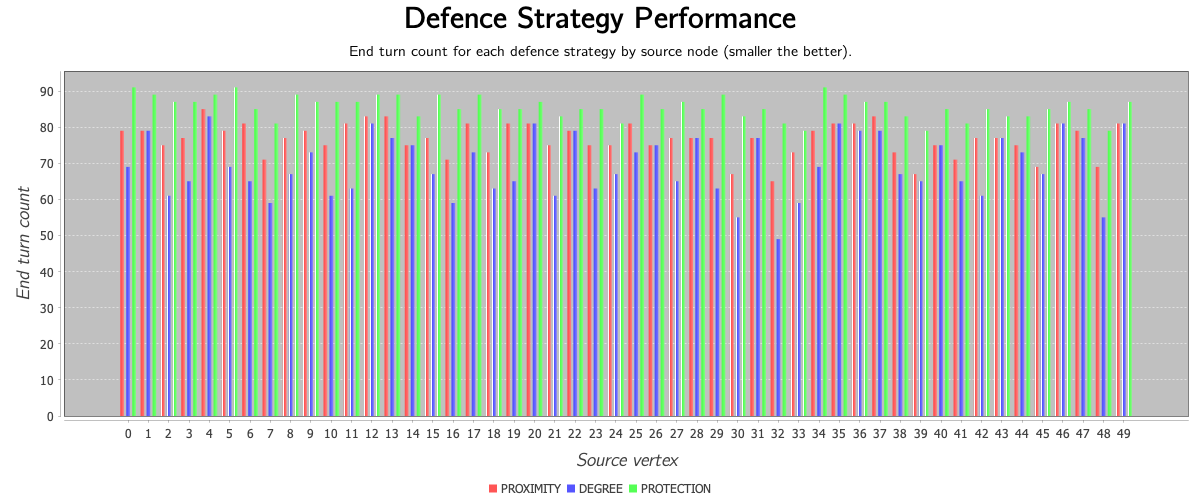 Defence Strategy Performance
End turn count for each defence strategy by source node (smaller the better).
90
80
70
60
50
40
30
20
10
0
End turn count
0 1 2 3 4 5 6 7 8 9 10 11 12 13 14 15 16 17 18 19 20 21 22 23 24 25 26 27 28 29 30 31 32 33 34 35 36 37 38 39 40 41 42 43 44 45 46 47 48 49
Source vertex
PROXIMITY DEGREE PROTECTION